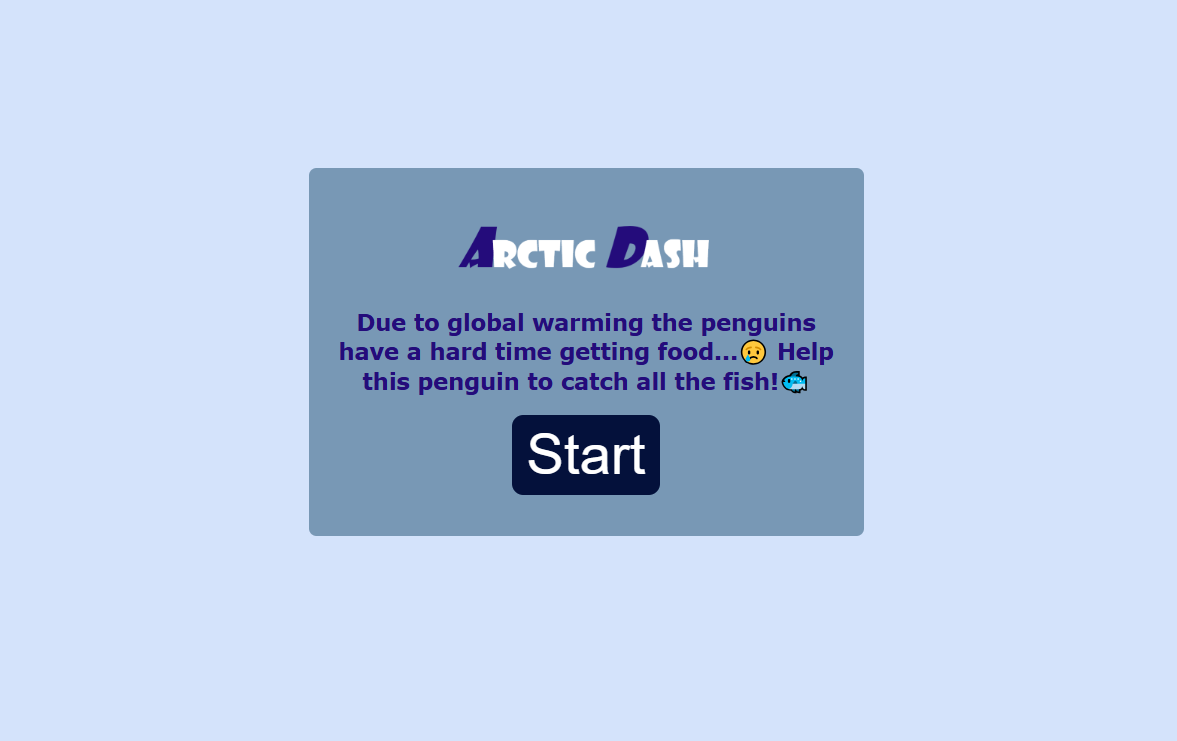 Arctic Dash
Due to global warming the penguins
have a hard time getting food...😥 Help
this penguin to catch all the fish!🐟
Start